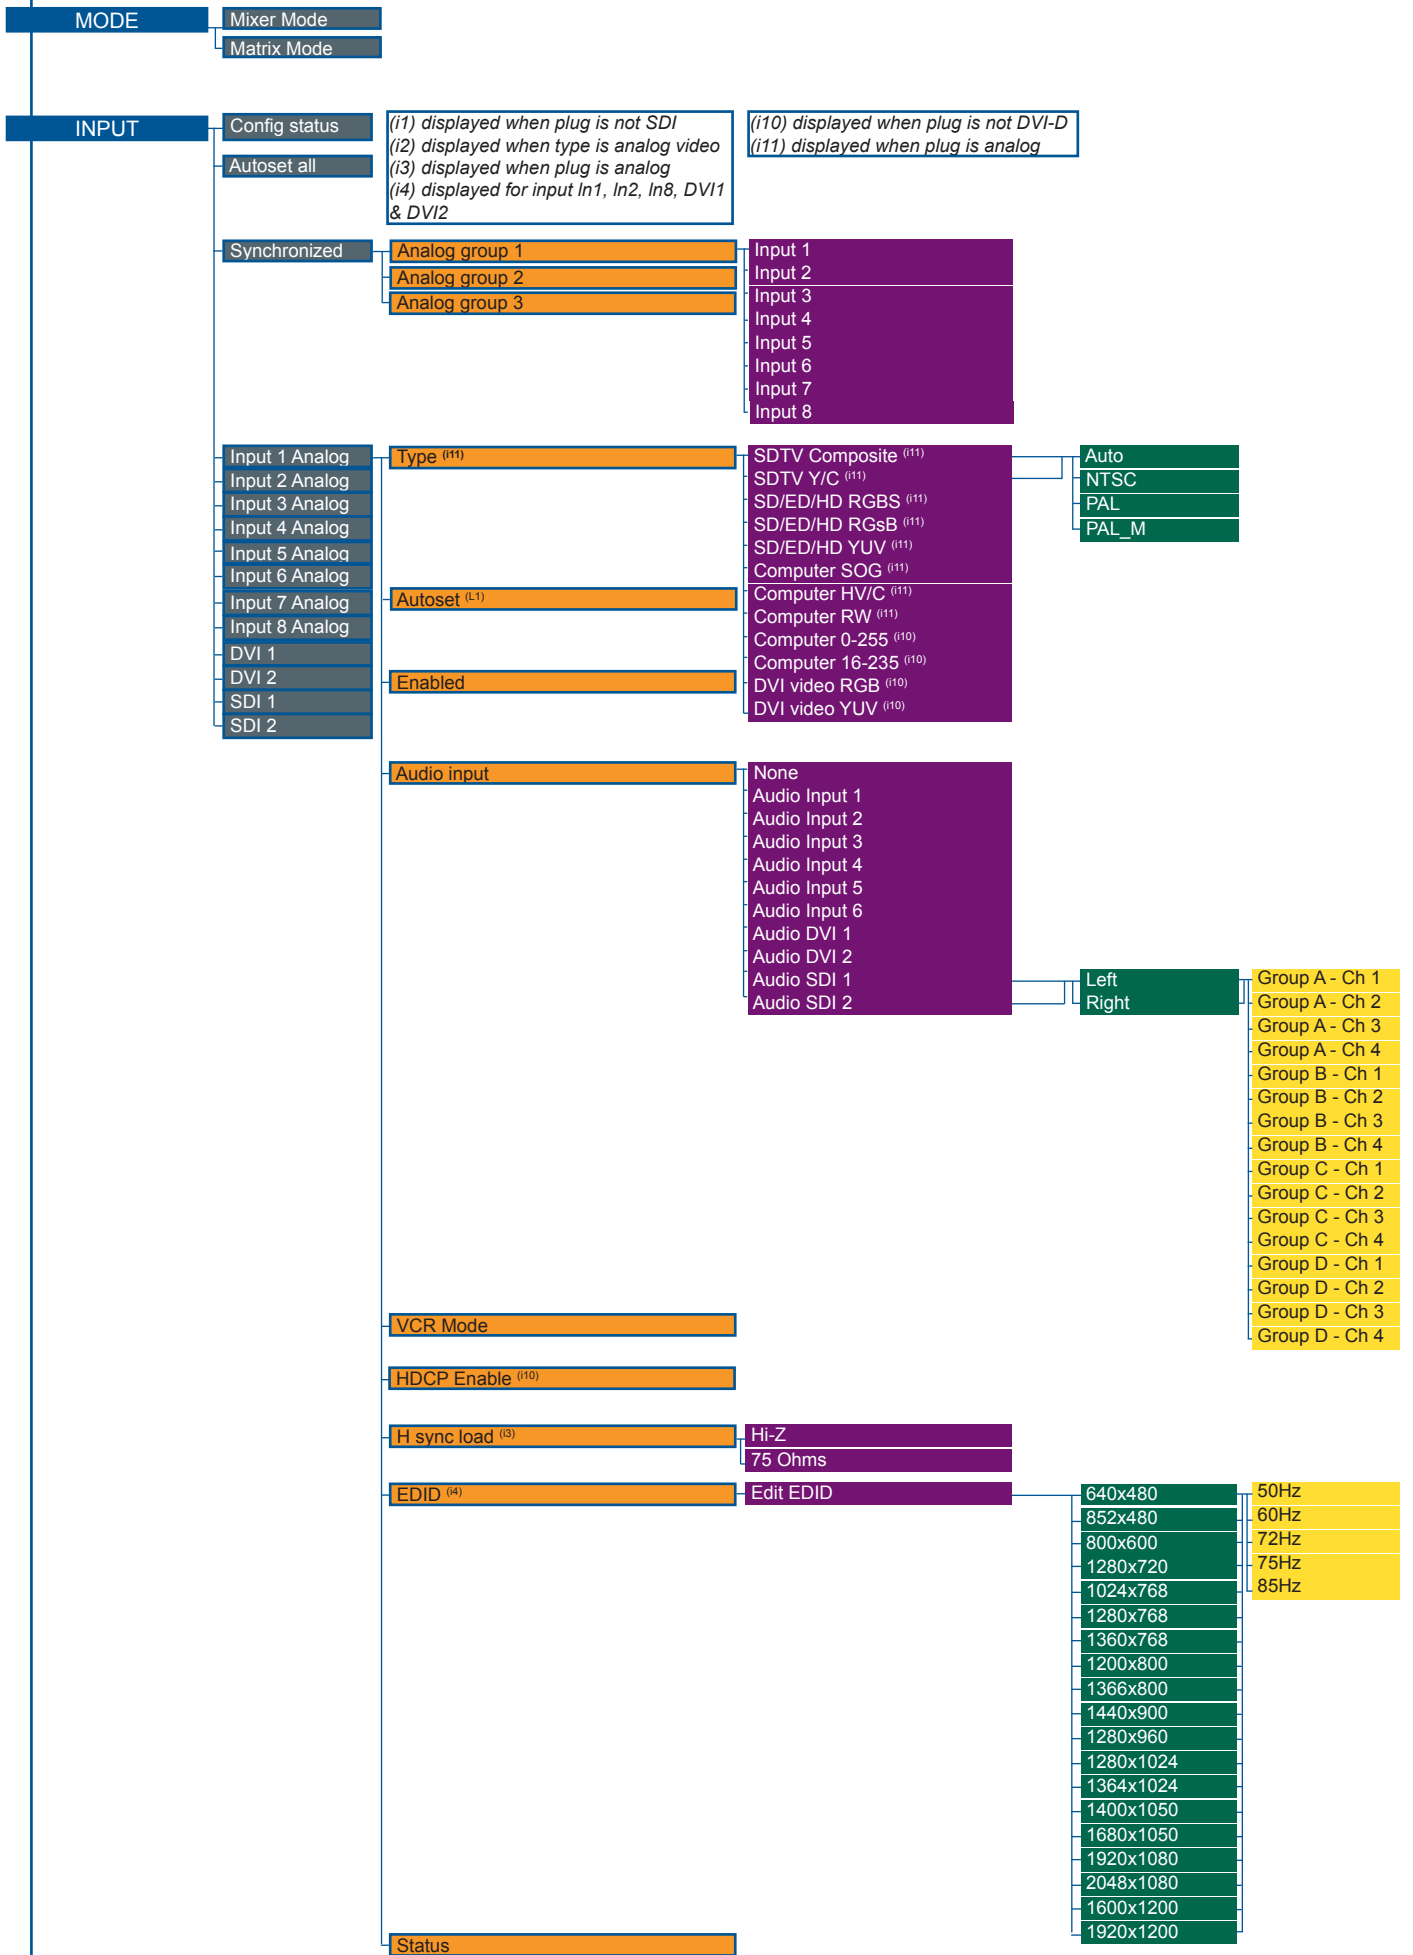 MODE
Mixer Mode
Matrix Mode
INPUT
Config status
(i1) displayed when plug is not SDI
(i2) displayed when type is analog video
(i3) displayed when plug is analog
(i4) displayed for input In1, In2, In8, DVI1
& DVI2
(i10) displayed when plug is not DVI-D
(i11) displayed when plug is analog
Autoset all
Synchronized
Analog group 1
Analog group 2
Analog group 3
Input 1
Input 2
Input 3
Input 4
Input 5
Input 6
Input 7
Input 8
Input 1 Analog
Input 2 Analog
Input 3 Analog
Input 4 Analog
Input 5 Analog
Input 6 Analog
Input 7 Analog
Input 8 Analog
DVI 1
DVI 2
SDI 1
SDI 2
Type (i11)
SDTV Composite (i11)
SDTV Y/C (i11)
SD/ED/HD RGBS (i11)
SD/ED/HD RGsB (i11)
SD/ED/HD YUV (i11)
Computer SOG (i11)
Computer HV/C (i11)
Computer RW (i11)
Computer 0-255 (i10)
Computer 16-235 (i10)
DVI video RGB (i10)
DVI video YUV (i10)
Auto
NTSC
PAL
PAL_M
Autoset (L1)
Enabled
Audio input
None
Audio Input 1
Audio Input 2
Audio Input 3
Audio Input 4
Audio Input 5
Audio Input 6
Audio DVI 1
Audio DVI 2
Audio SDI 1
Audio SDI 2
Left
Right
Group A - Ch 1
Group A - Ch 2
Group A - Ch 3
Group A - Ch 4
Group B - Ch 1
Group B - Ch 2
Group B - Ch 3
Group B - Ch 4
Group C - Ch 1
Group C - Ch 2
Group C - Ch 3
Group C - Ch 4
Group D - Ch 1
Group D - Ch 2
Group D - Ch 3
Group D - Ch 4
VCR Mode
HDCP Enable (i10)
H sync load (i3)
Hi-Z
75 Ohms
EDID (i4)
Edit EDID
640x480
852x480
800x600
1280x720
1024x768
1280x768
1360x768
1200x800
1366x800
1440x900
1280x960
1280x1024
1364x1024
1400x1050
1680x1050
1920x1080
2048x1080
1600x1200
1920x1200
50Hz
60Hz
72Hz
75Hz
85Hz
Status